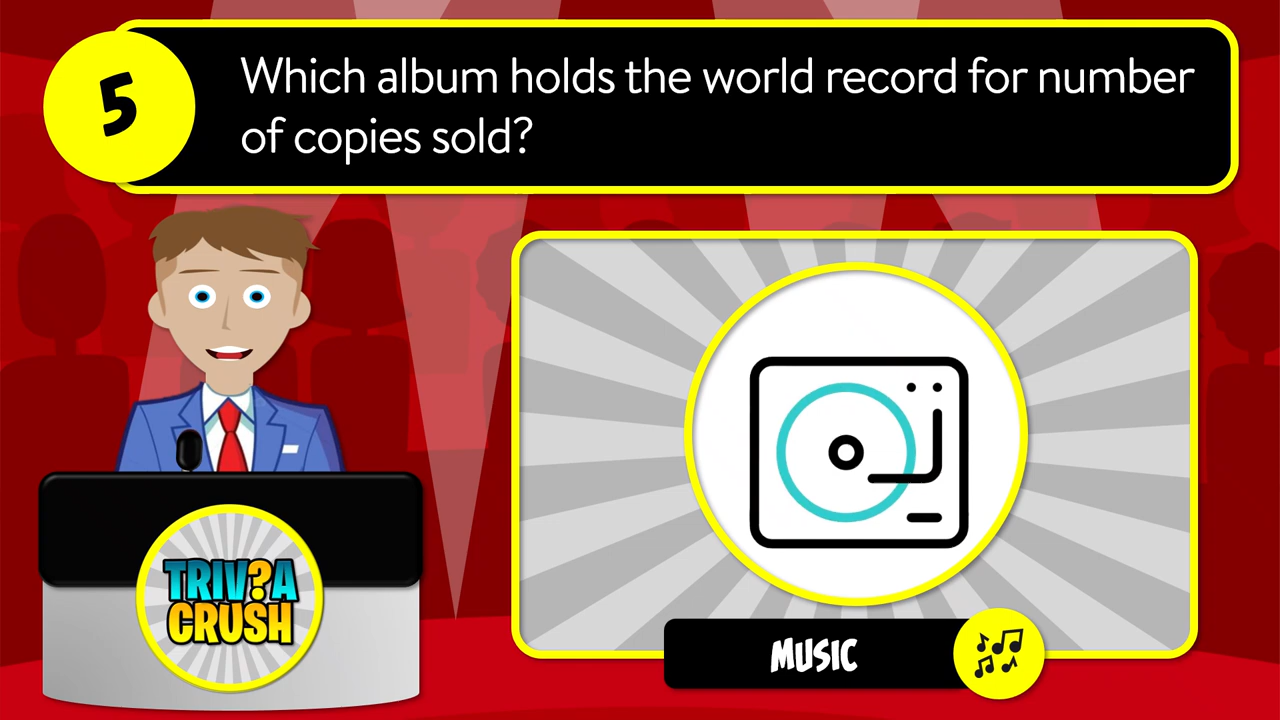 5
Which album holds the world record for number
of copies sold?
TRIV?A
CRUSH
MUSIC